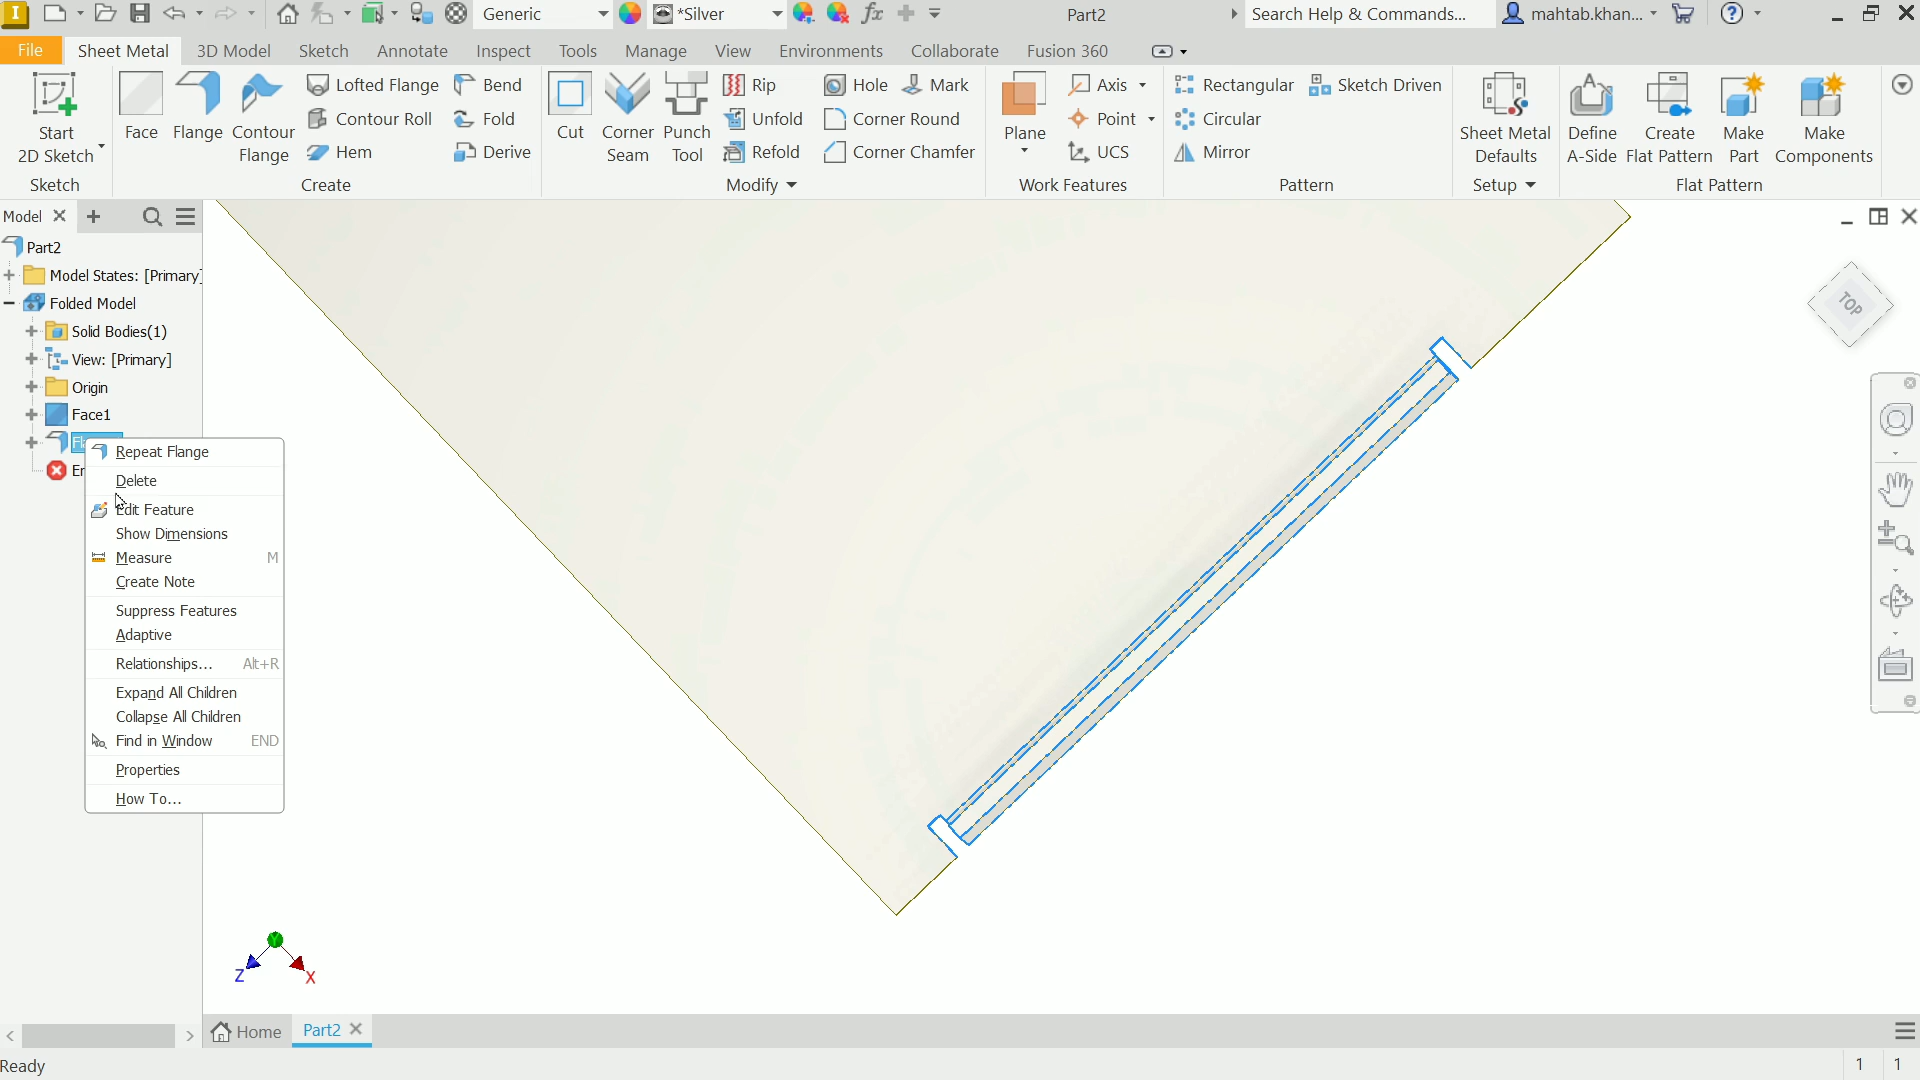 Generic
*Silver
Part2
Search Help & Commands...
mahtab.khan...
File
Sheet Metal
3D Model
Sketch
Annotate
Inspect
Tools
Manage
View
Environments
Collaborate
Fusion 360
Start
2D Sketch
Face
Flange
Contour
Flange
Lofted Flange
Contour Roll
Hem
Bend
Fold
Derive
Cut
Corner
Seam
Punch
Tool
Rip
Unfold
Refold
Hole
Mark
Corner Round
Corner Chamfer
Plane
Axis
Point
UCS
Rectangular
Sketch Driven
Circular
Mirror
Sheet Metal
Defaults
Define
A-Side
Create
Flat Pattern
Make
Part
Make
Components
Sketch
Create
Modify
Work Features
Pattern
Setup
Flat Pattern
Model
Part2
Model States: [Primary]
Folded Model
Solid Bodies(1)
View: [Primary]
Origin
Face1
Repeat Flange
Delete
Edit Feature
Show Dimensions
Measure M
Create Note
Suppress Features
Adaptive
Relationships... Alt+R
Expand All Children
Collapse All Children
Find in Window END
Properties
How To...
TOP
Z
X
Y
Home
Part2
Ready
1 1